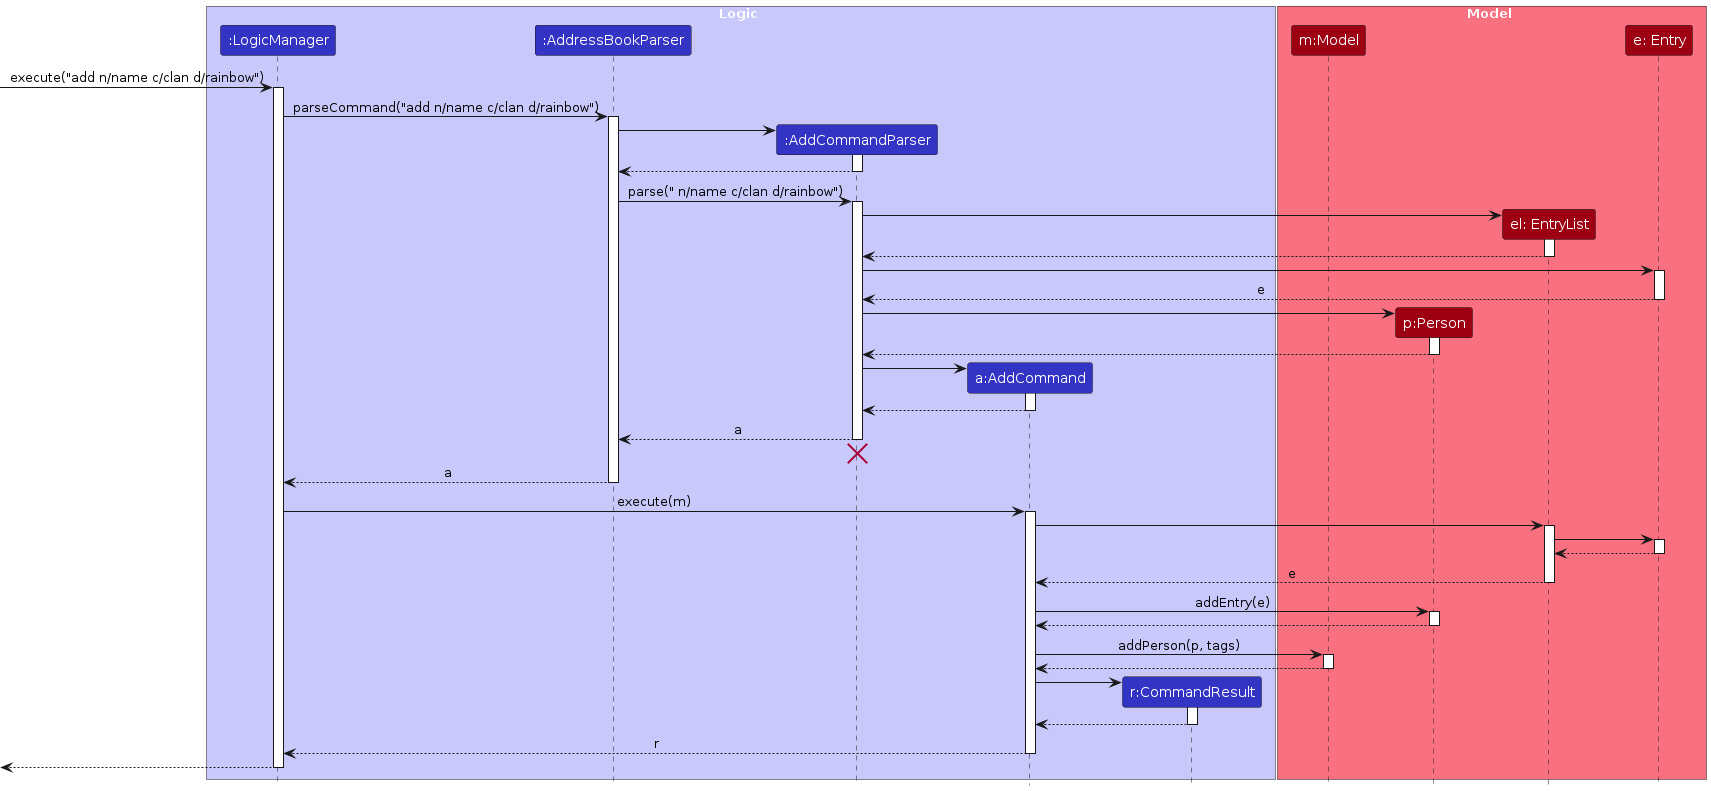 Logic
Model
:LogicManager
:AddressBookParser
m:Model
e: Entry
execute("add n/name c/clan d/rainbow")
parseCommand("add n/name c/clan d/rainbow")
:AddCommandParser
parse(" n/name c/clan d/rainbow")
el: EntryList
e
p:Person
a:AddCommand
a
a
execute(m)
e
addEntry(e)
addPerson(p, tags)
r:CommandResult
r